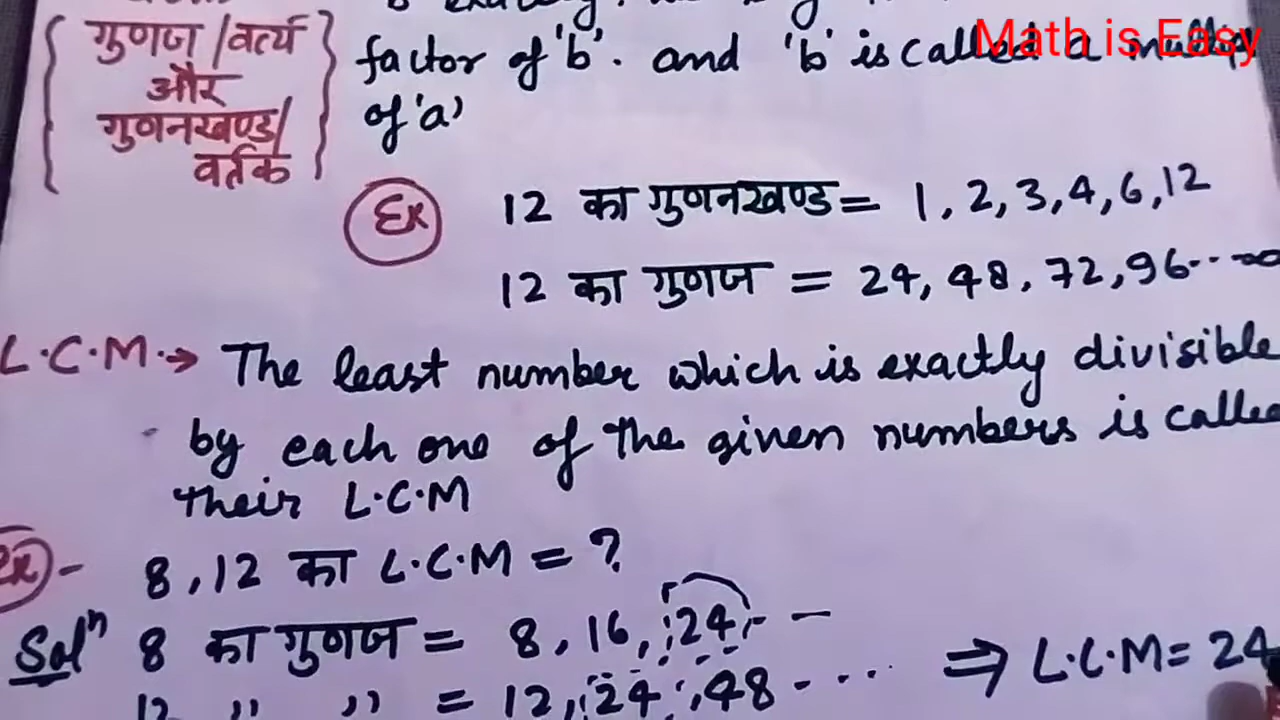 Math is Easy
factor of 'b'. and 'b' is called a
of 'a'
{ गुणज / वर्त्य
और
गुणनखण्ड /
वर्तक }
Ex 12 का गुणनखण्ड = 1, 2, 3, 4, 6, 12
12 का गुणज = 24, 48, 72, 96 ··· ∞
L.C.M. → The least number which is exactly divisible
by each one of the given numbers is called
their L.C.M
Ex - 8, 12 का L.C.M = ?
Solⁿ 8 का गुणज = 8, 16, 24, - -
12 " " = 12, 24, 48 - ... ⇒ L.C.M = 24